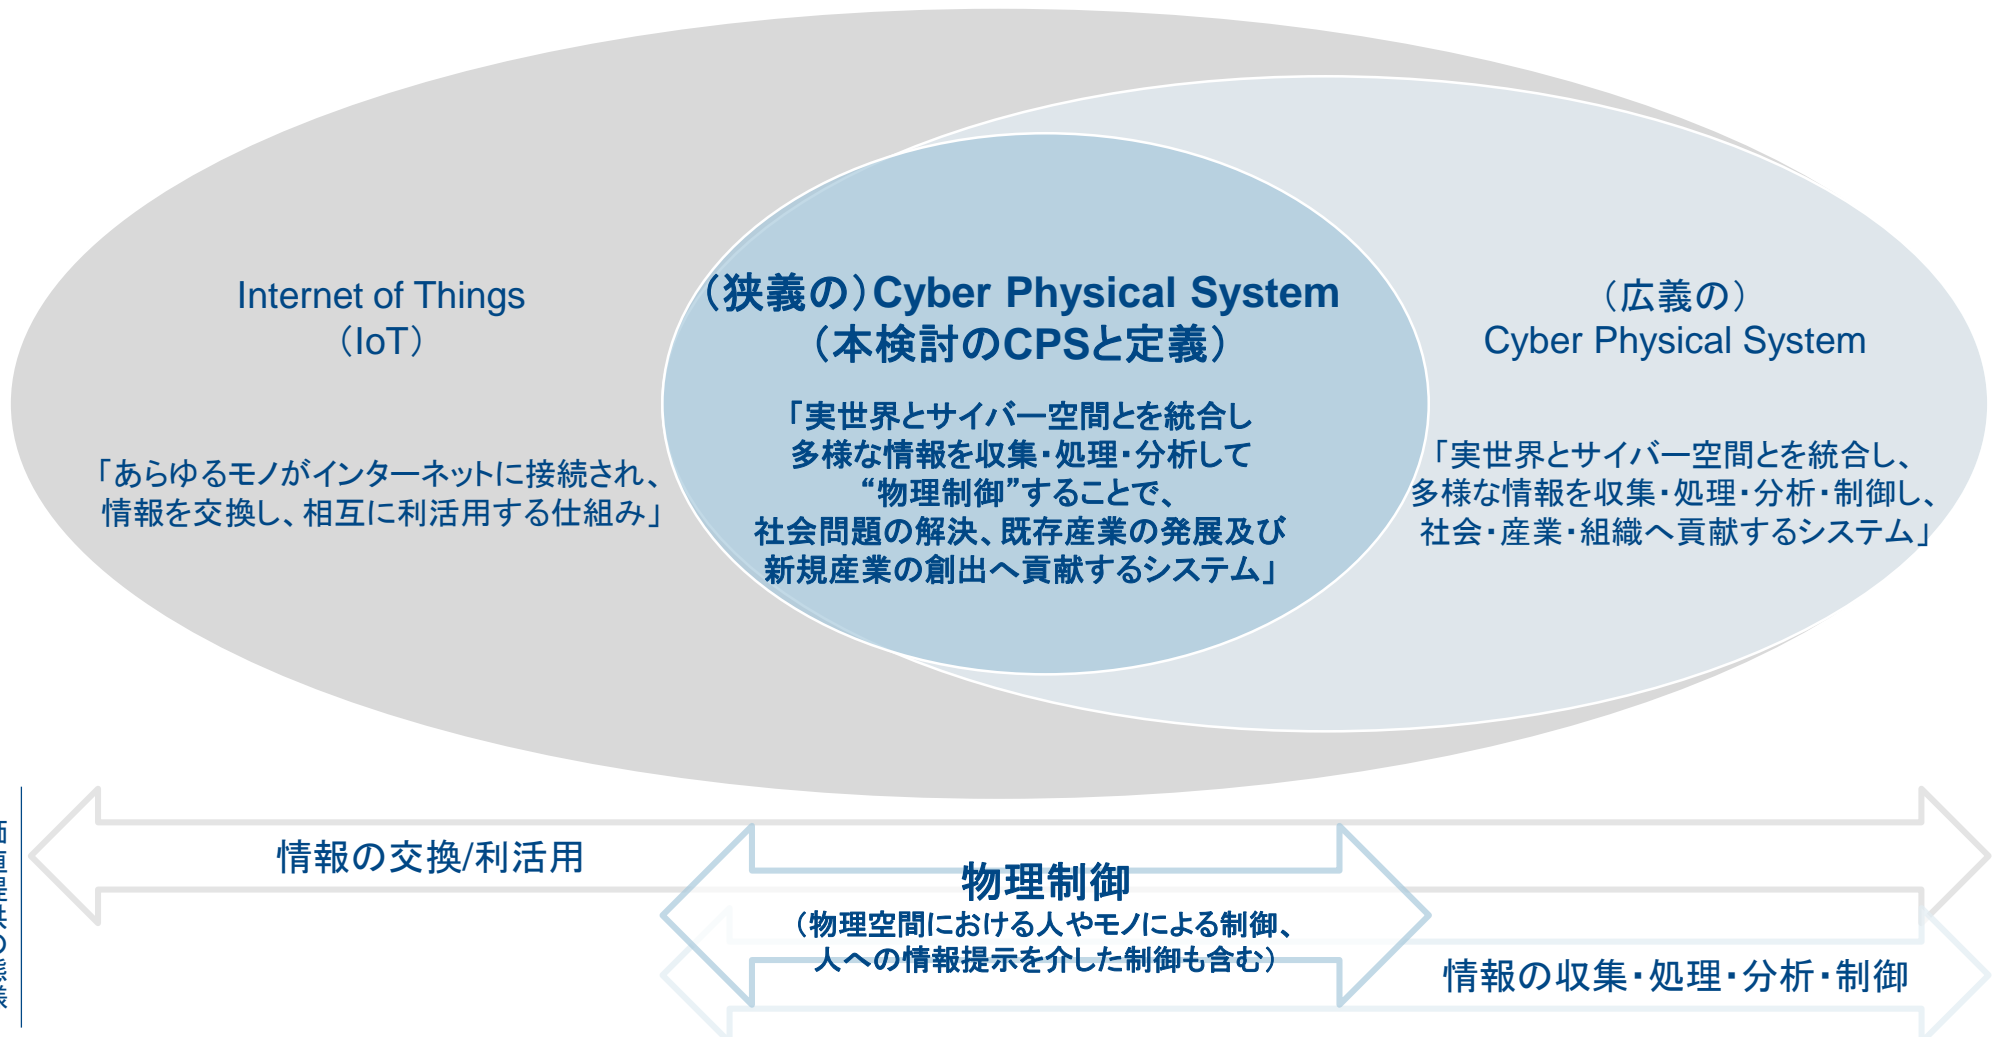 Internet of Things
（IoT）
「あらゆるモノがインターネットに接続され、
情報を交換し、相互に利活用する仕組み」
（狭義の）Cyber Physical System
（本検討のCPSと定義）
「実世界とサイバー空間とを統合し
多様な情報を収集・処理・分析して
“物理制御”することで、
社会問題の解決、既存産業の発展及び
新規産業の創出へ貢献するシステム」
（広義の）
Cyber Physical System
「実世界とサイバー空間とを統合し、
多様な情報を収集・処理・分析・制御し、
社会・産業・組織へ貢献するシステム」
情報の交換/利活用
物理制御
（物理空間における人やモノによる制御、
人への情報提示を介した制御も含む）
情報の収集・処理・分析・制御